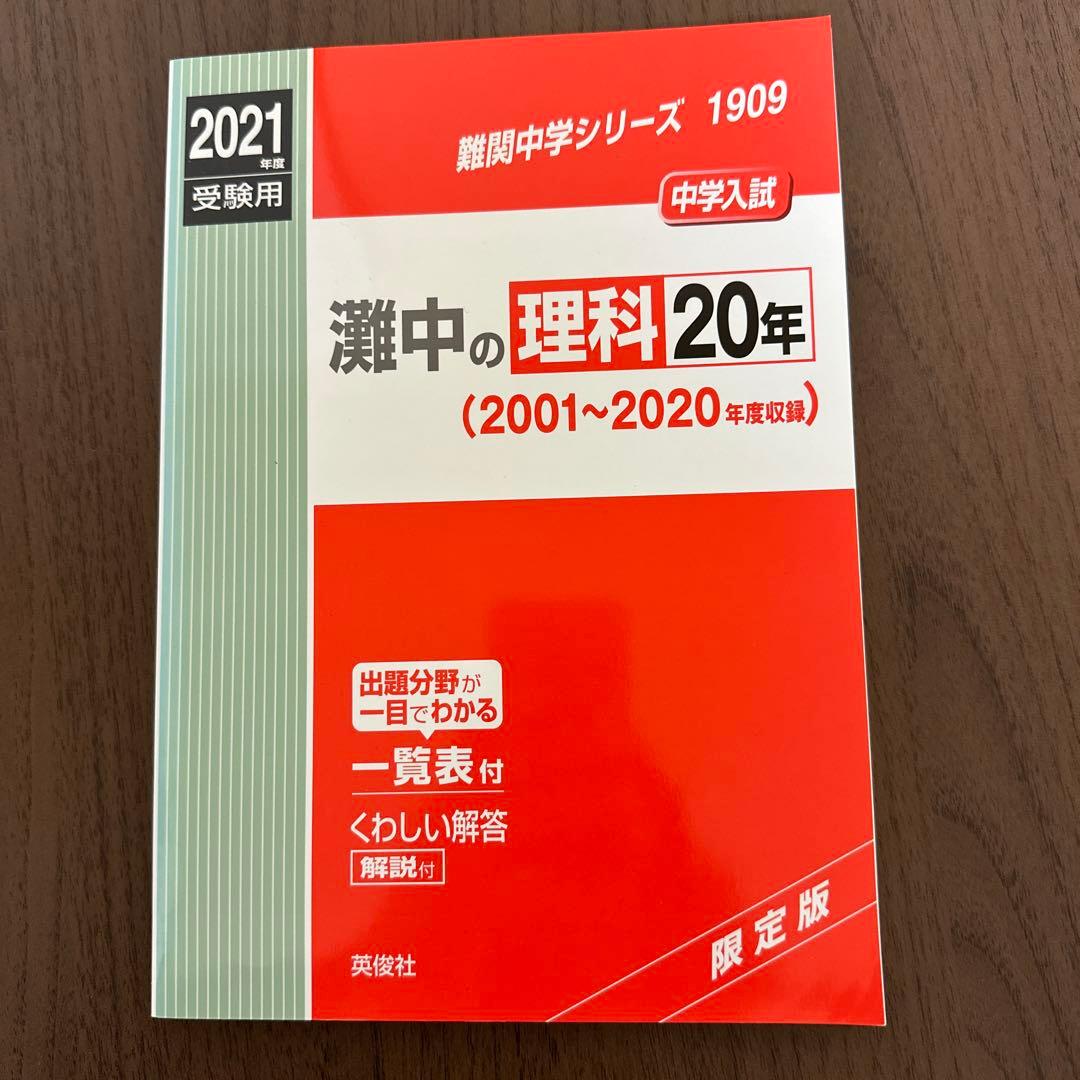 2021年度
受験用
難関中学シリーズ 1909
中学入試
灘中の理科20年
(2001~2020年度収録)
出題分野が
一目でわかる
一覧表付
くわしい解答
解説付
英俊社
限定版